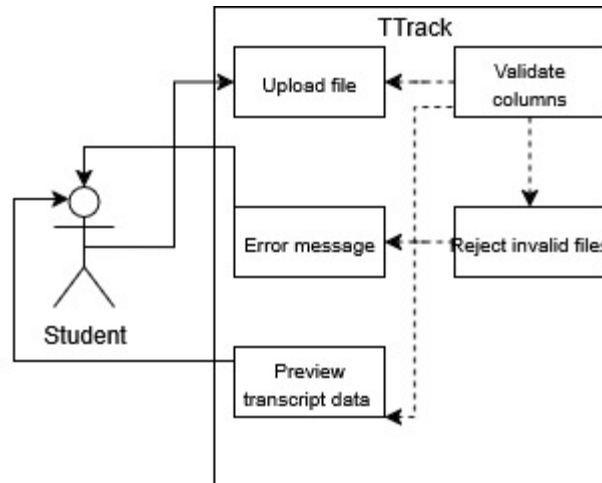 TTrack
Upload file
Validate
columns
Error message
Reject invalid files
Student
Preview
transcript data